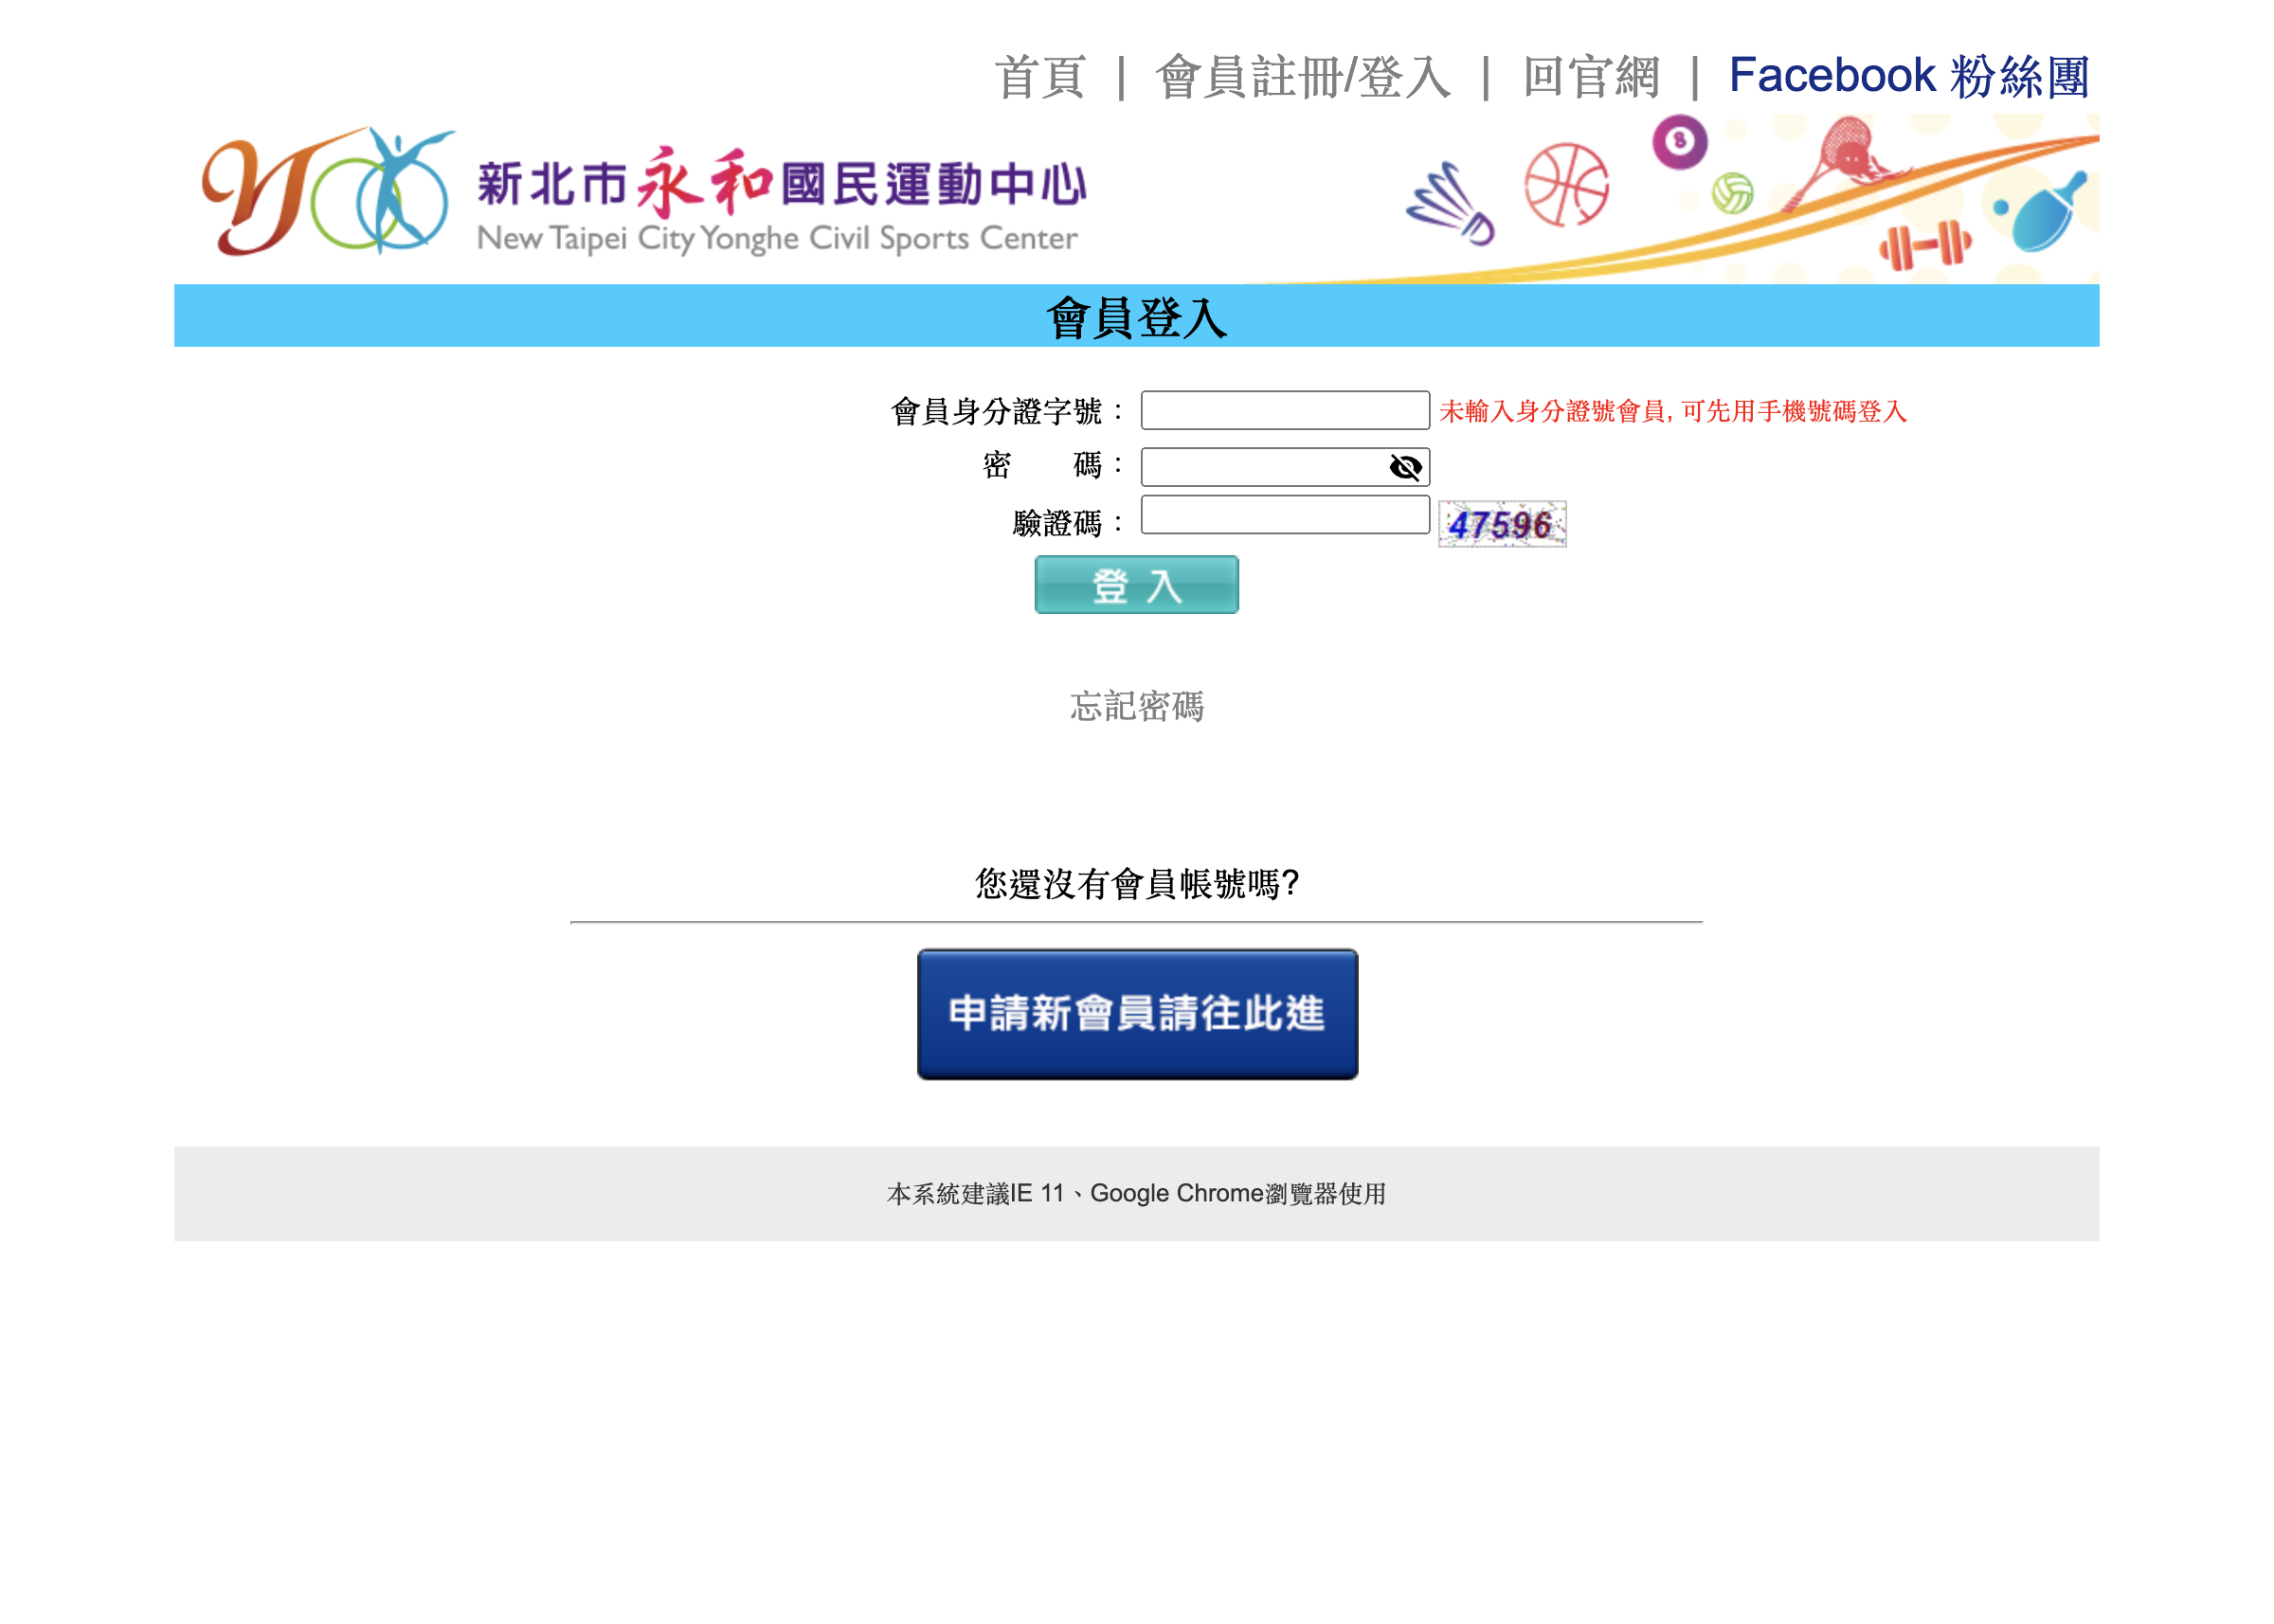 首頁 | 會員註冊/登入 | 回官網 | Facebook 粉絲團
新北市永和國民運動中心
New Taipei City Yonghe Civil Sports Center
8
會員登入
會員身分證字號： 未輸入身分證號會員, 可先用手機號碼登入
密　　碼：
驗證碼： 47596
登 入
忘記密碼
您還沒有會員帳號嗎?
申請新會員請往此進
本系統建議IE 11、Google Chrome瀏覽器使用